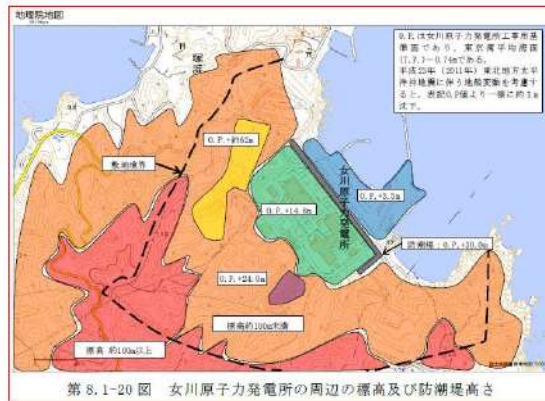 地理院地図
O.P.は女川原子力発電所工事用基
準面であり、東京湾平均海面
(T.P.)-0.74mである。
平成23年(2011年)東北地方太平
洋沖地震に伴う地殻変動を考慮す
ると、表記O.P値より一様に約1m
沈下。
塚浜
O.P.+約62m
敷地境界
O.P.+3.5m
女川原子力発電所
O.P.+14.8m
防潮堤:O.P.+29.0m
O.P.+24.0m
標高約100m未満
標高 約100m以上
第 8.1-20 図 女川原子力発電所の周辺の標高及び防潮堤高さ